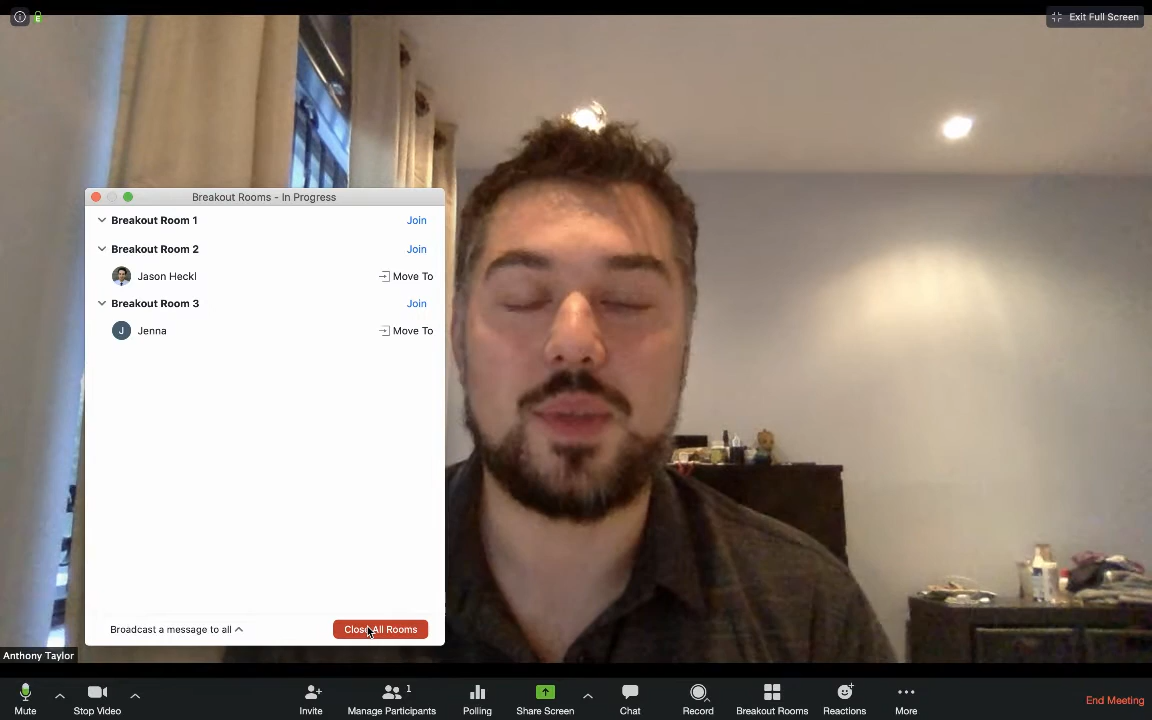 Exit Full Screen
Breakout Rooms - In Progress
Breakout Room 1 Join
Breakout Room 2 Join
Jason Heckl Move To
Breakout Room 3 Join
J Jenna Move To
Broadcast a message to all Close All Rooms
Anthony Taylor
1
Mute Stop Video Invite Manage Participants Polling Share Screen Chat Record Breakout Rooms Reactions More End Meeting